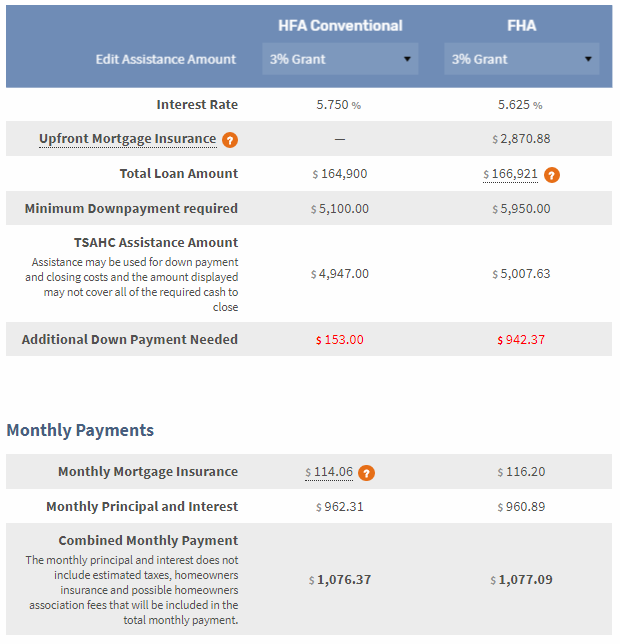 HFA Conventional FHA
Edit Assistance Amount 3% Grant 3% Grant
Interest Rate 5.750 % 5.625 %
Upfront Mortgage Insurance ? — $ 2,870.88
Total Loan Amount $ 164,900 $ 166,921 ?
Minimum Downpayment required $ 5,100.00 $ 5,950.00
TSAHC Assistance Amount
Assistance may be used for down payment
and closing costs and the amount displayed $ 4,947.00 $ 5,007.63
may not cover all of the required cash to
close
Additional Down Payment Needed $ 153.00 $ 942.37
Monthly Payments
Monthly Mortgage Insurance $ 114.06 ? $ 116.20
Monthly Principal and Interest $ 962.31 $ 960.89
Combined Monthly Payment
The monthly principal and interest does not
include estimated taxes, homeowners $ 1,076.37 $ 1,077.09
insurance and possible homeowners
association fees that will be included in the
total monthly payment.